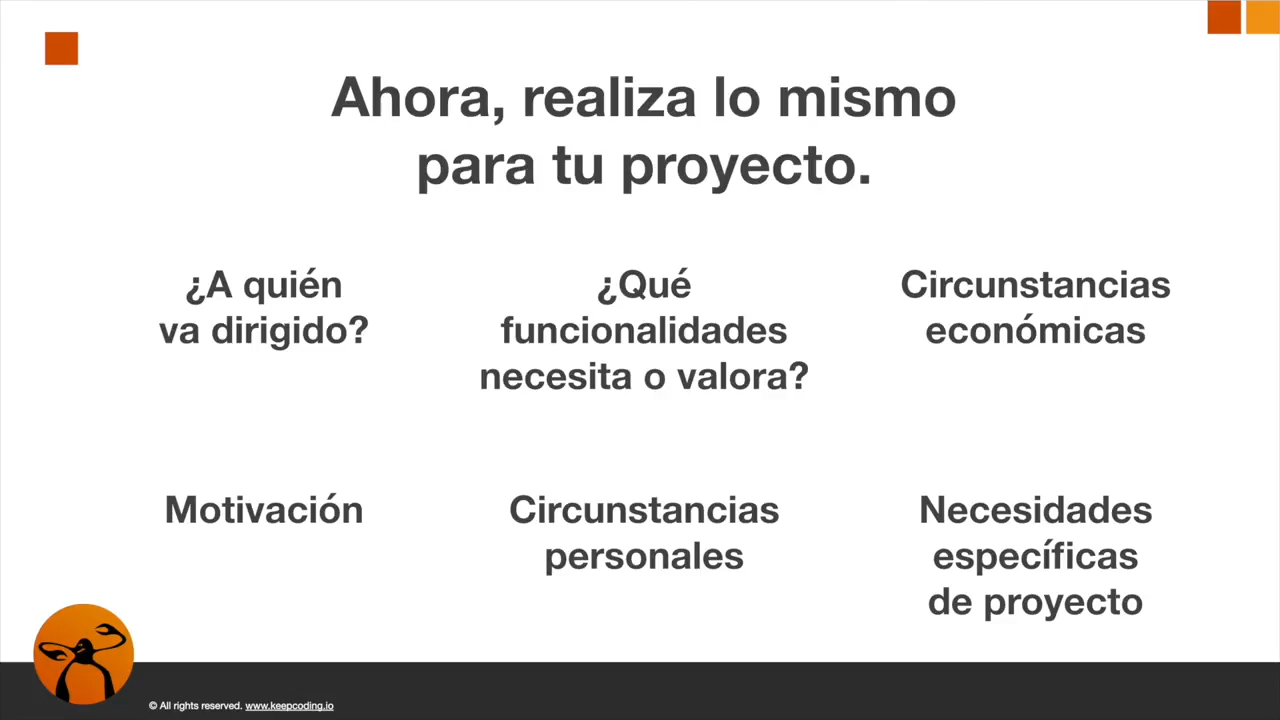 Ahora, realiza lo mismo
para tu proyecto.
¿A quién
va dirigido?
¿Qué
funcionalidades
necesita o valora?
Circunstancias
económicas
Motivación
Circunstancias
personales
Necesidades
específicas
de proyecto
© All rights reserved. www.keepcoding.io